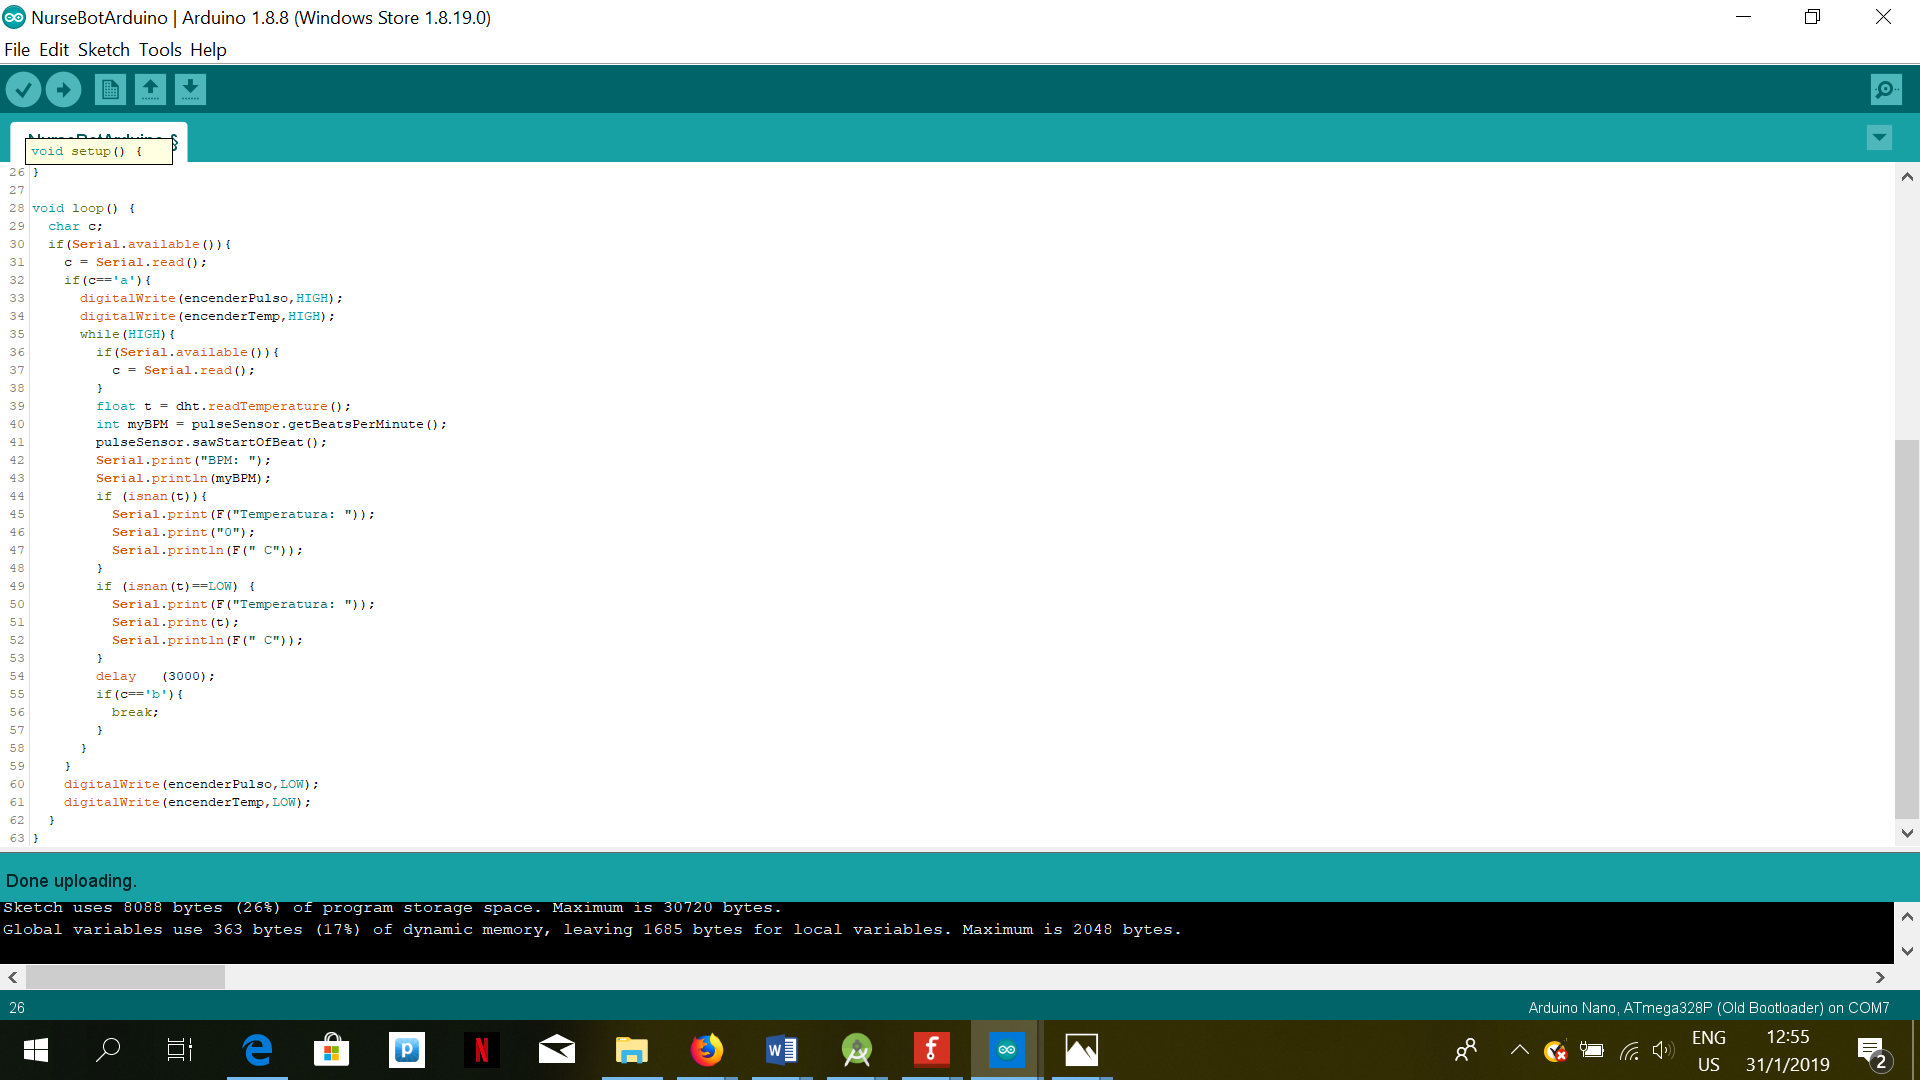 NurseBotArduino | Arduino 1.8.8 (Windows Store 1.8.19.0)
File Edit Sketch Tools Help
NurseBotArduino §
void setup() {
26 }
27
28 void loop() {
29 char c;
30 if(Serial.available()){
31 c = Serial.read();
32 if(c=='a'){
33 digitalWrite(encenderPulso,HIGH);
34 digitalWrite(encenderTemp,HIGH);
35 while(HIGH){
36 if(Serial.available()){
37 c = Serial.read();
38 }
39 float t = dht.readTemperature();
40 int myBPM = pulseSensor.getBeatsPerMinute();
41 pulseSensor.sawStartOfBeat();
42 Serial.print("BPM: ");
43 Serial.println(myBPM);
44 if (isnan(t)){
45 Serial.print(F("Temperatura: "));
46 Serial.print("0");
47 Serial.println(F(" C"));
48 }
49 if (isnan(t)==LOW) {
50 Serial.print(F("Temperatura: "));
51 Serial.print(t);
52 Serial.println(F(" C"));
53 }
54 delay   (3000);
55 if(c=='b'){
56 break;
57 }
58 }
59 }
60 digitalWrite(encenderPulso,LOW);
61 digitalWrite(encenderTemp,LOW);
62 }
63 }
Done uploading.
Sketch uses 8088 bytes (26%) of program storage space. Maximum is 30720 bytes.
Global variables use 363 bytes (17%) of dynamic memory, leaving 1685 bytes for local variables. Maximum is 2048 bytes.
26
Arduino Nano, ATmega328P (Old Bootloader) on COM7
ENG
US
12:55
31/1/2019
2